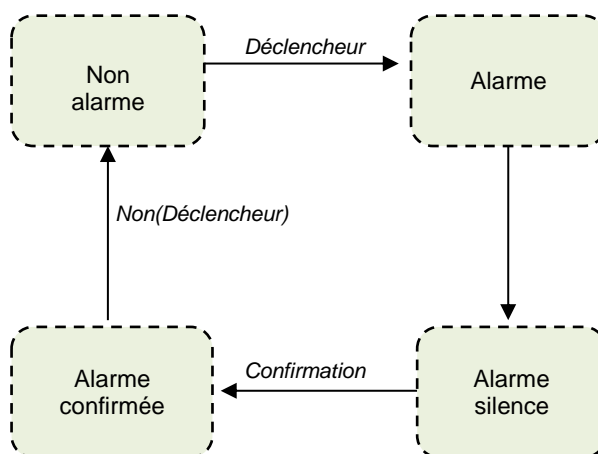 Déclencheur
Non
alarme
Alarme
Non(Déclencheur)
Alarme
confirmée
Confirmation
Alarme
silence